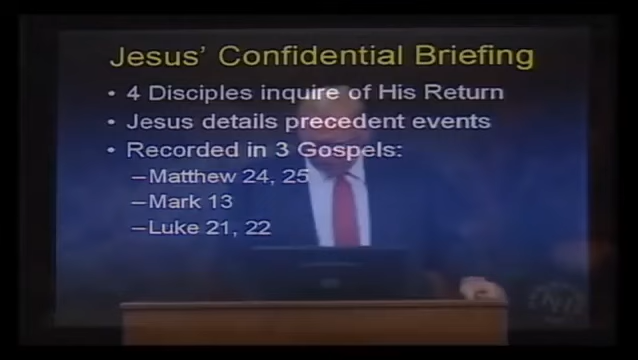 Jesus' Confidential Briefing
• 4 Disciples inquire of His Return
• Jesus details precedent events
• Recorded in 3 Gospels:
–Matthew 24, 25
–Mark 13
–Luke 21, 22